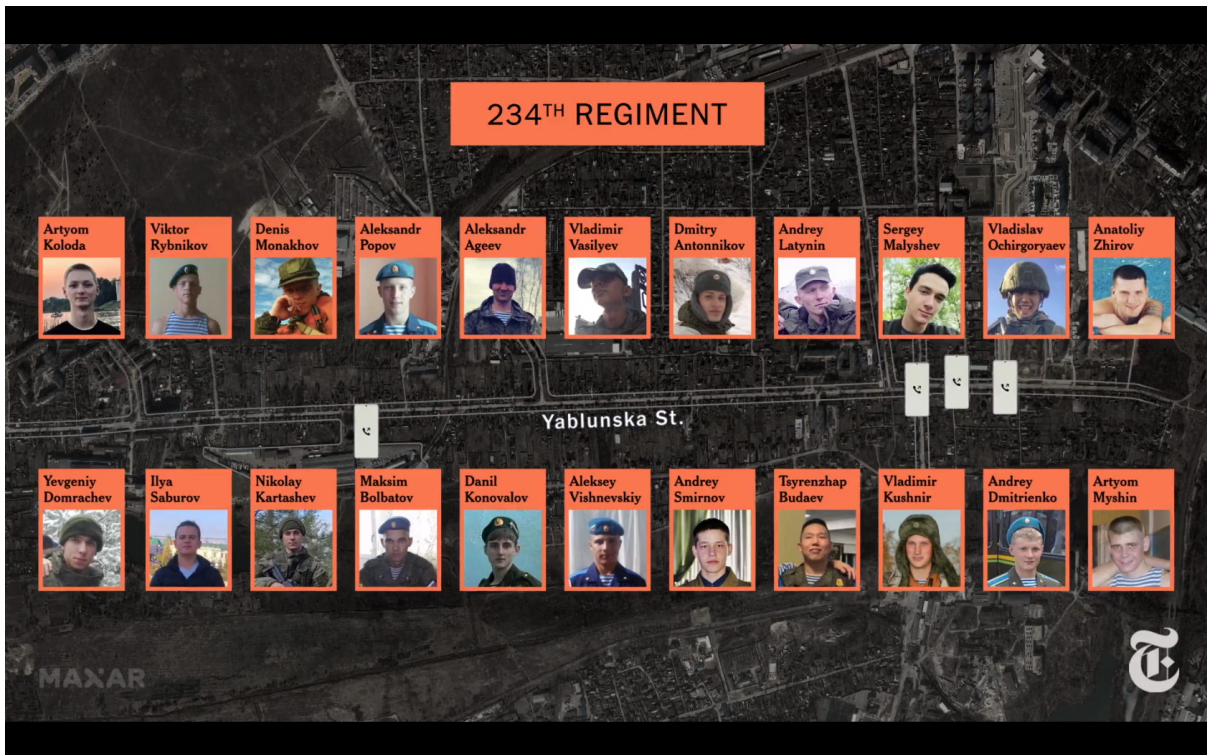 234TH REGIMENT
Artyom
Koloda
Viktor
Rybnikov
Denis
Monakhov
Aleksandr
Popov
Aleksandr
Ageev
Vladimir
Vasilyev
Dmitry
Antonnikov
Andrey
Latynin
Sergey
Malyshev
Vladislav
Ochirgoryaev
Anatoliy
Zhirov
Yablunska St.
Yevgeniy
Domrachev
Ilya
Saburov
Nikolay
Kartashev
Maksim
Bolbatov
Danil
Konovalov
Aleksey
Vishnevskiy
Andrey
Smirnov
Tsyrenzhap
Budaev
Vladimir
Kushnir
Andrey
Dmitrienko
Artyom
Myshin
MAXAR
T